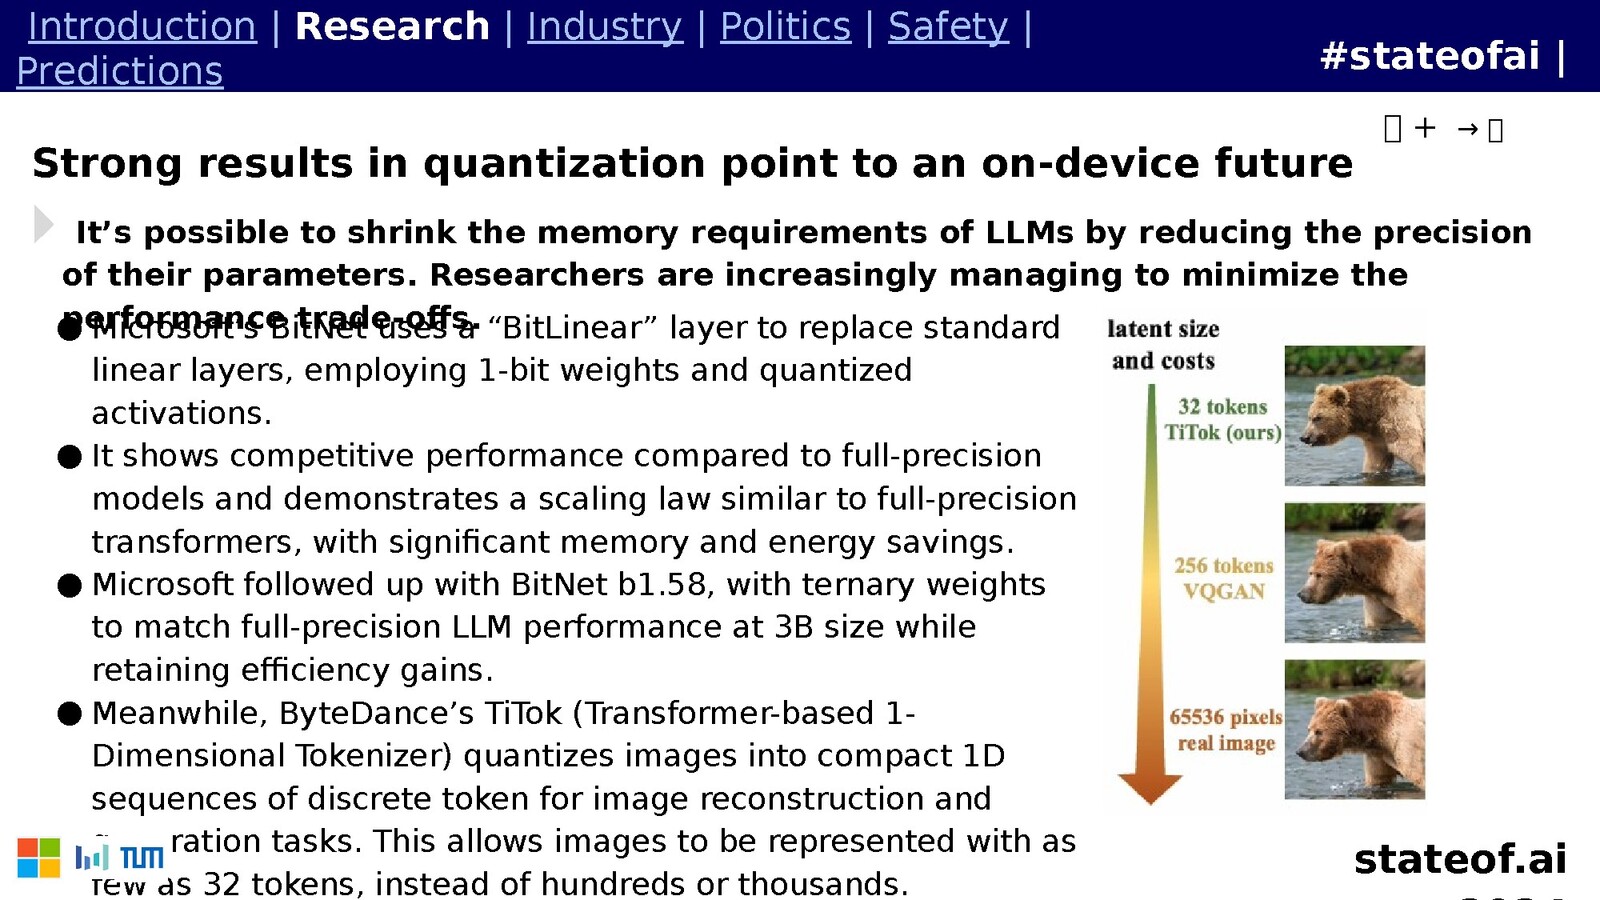 Introduction | Research | Industry | Politics | Safety |
Predictions
#stateofai |
+ →
Strong results in quantization point to an on-device future
It’s possible to shrink the memory requirements of LLMs by reducing the precision
of their parameters. Researchers are increasingly managing to minimize the
performance trade-offs.
● Microsoft’s BitNet uses a “BitLinear” layer to replace standard
linear layers, employing 1-bit weights and quantized
activations.
● It shows competitive performance compared to full-precision
models and demonstrates a scaling law similar to full-precision
transformers, with significant memory and energy savings.
● Microsoft followed up with BitNet b1.58, with ternary weights
to match full-precision LLM performance at 3B size while
retaining efficiency gains.
● Meanwhile, ByteDance’s TiTok (Transformer-based 1-
Dimensional Tokenizer) quantizes images into compact 1D
sequences of discrete token for image reconstruction and
ration tasks. This allows images to be represented with as
few as 32 tokens, instead of hundreds or thousands.
latent size
and costs
32 tokens
TiTok (ours)
256 tokens
VQGAN
65536 pixels
real image
TUM
stateof.ai